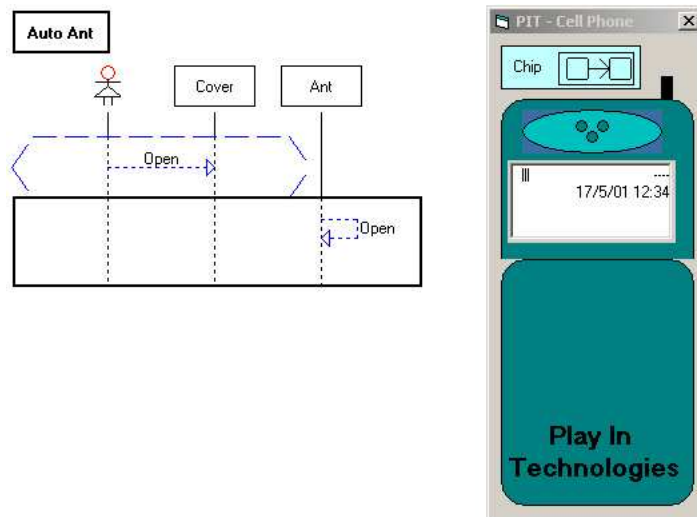 Auto Ant
Cover
Ant
Open
Open
PIT - Cell Phone
Chip
17/5/01 12:34
Play In
Technologies